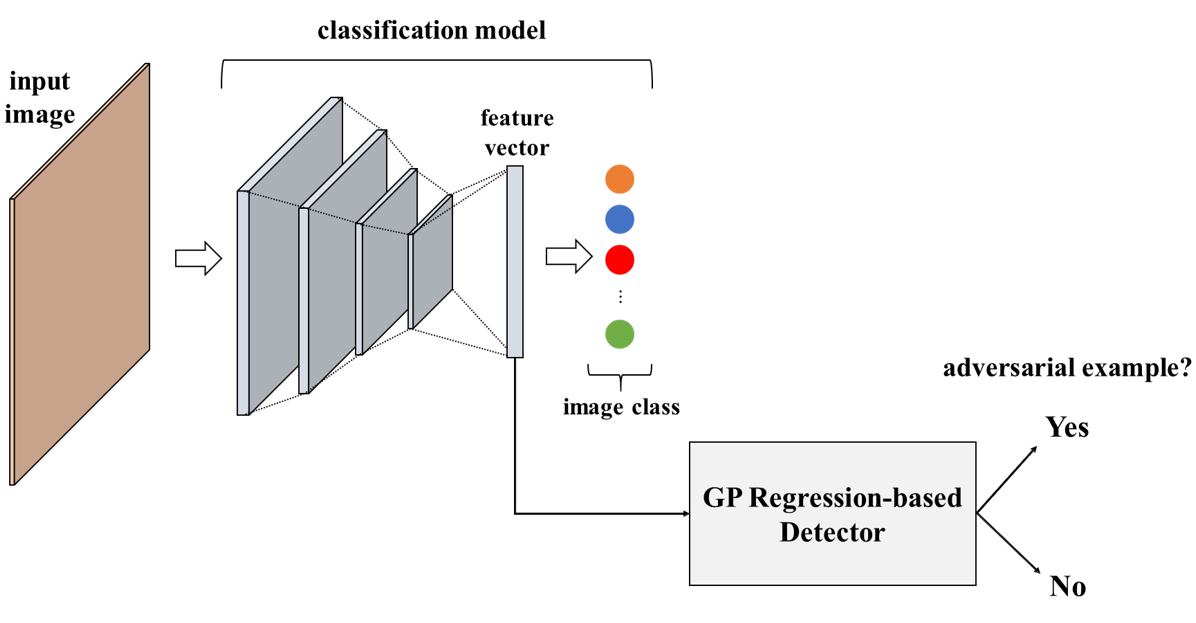 classification model
input
image
feature
vector
⋮
image class
adversarial example?
Yes
GP Regression-based
Detector
No